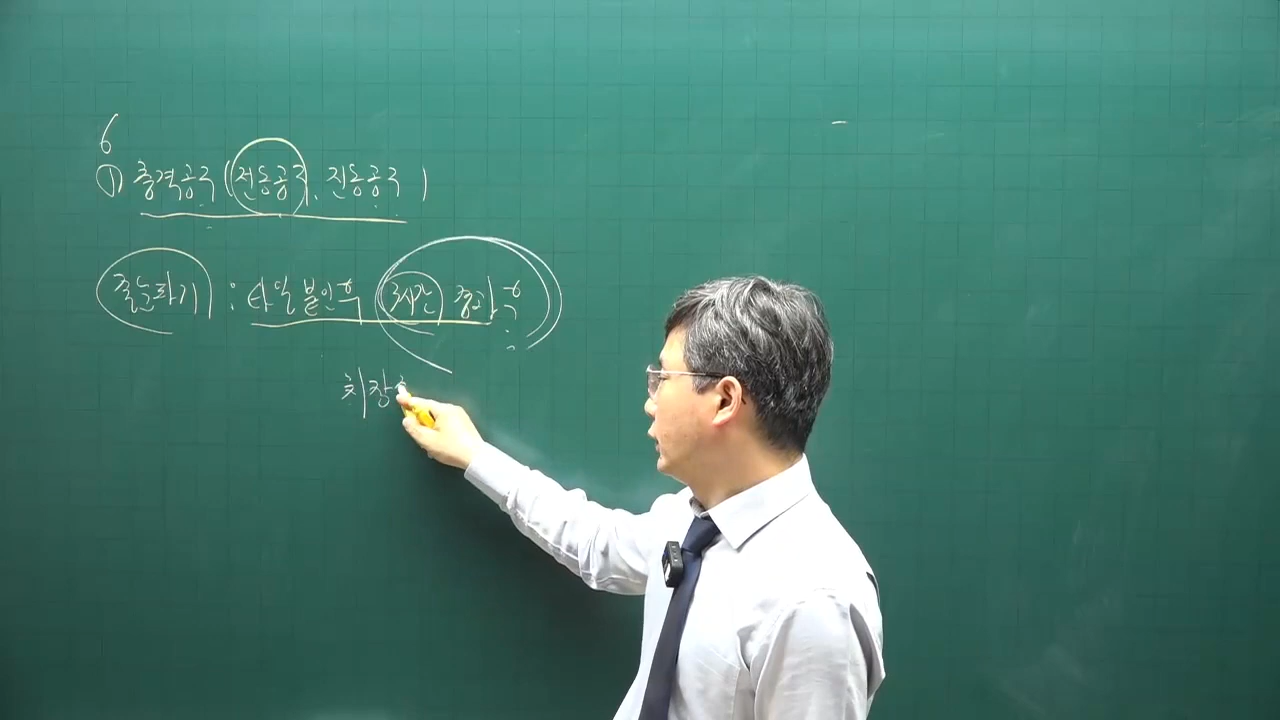 6
①충격공구(전동공구, 진동공구)
줄눈파기 : 타일 붙인 후 3시간 경과 후
치장